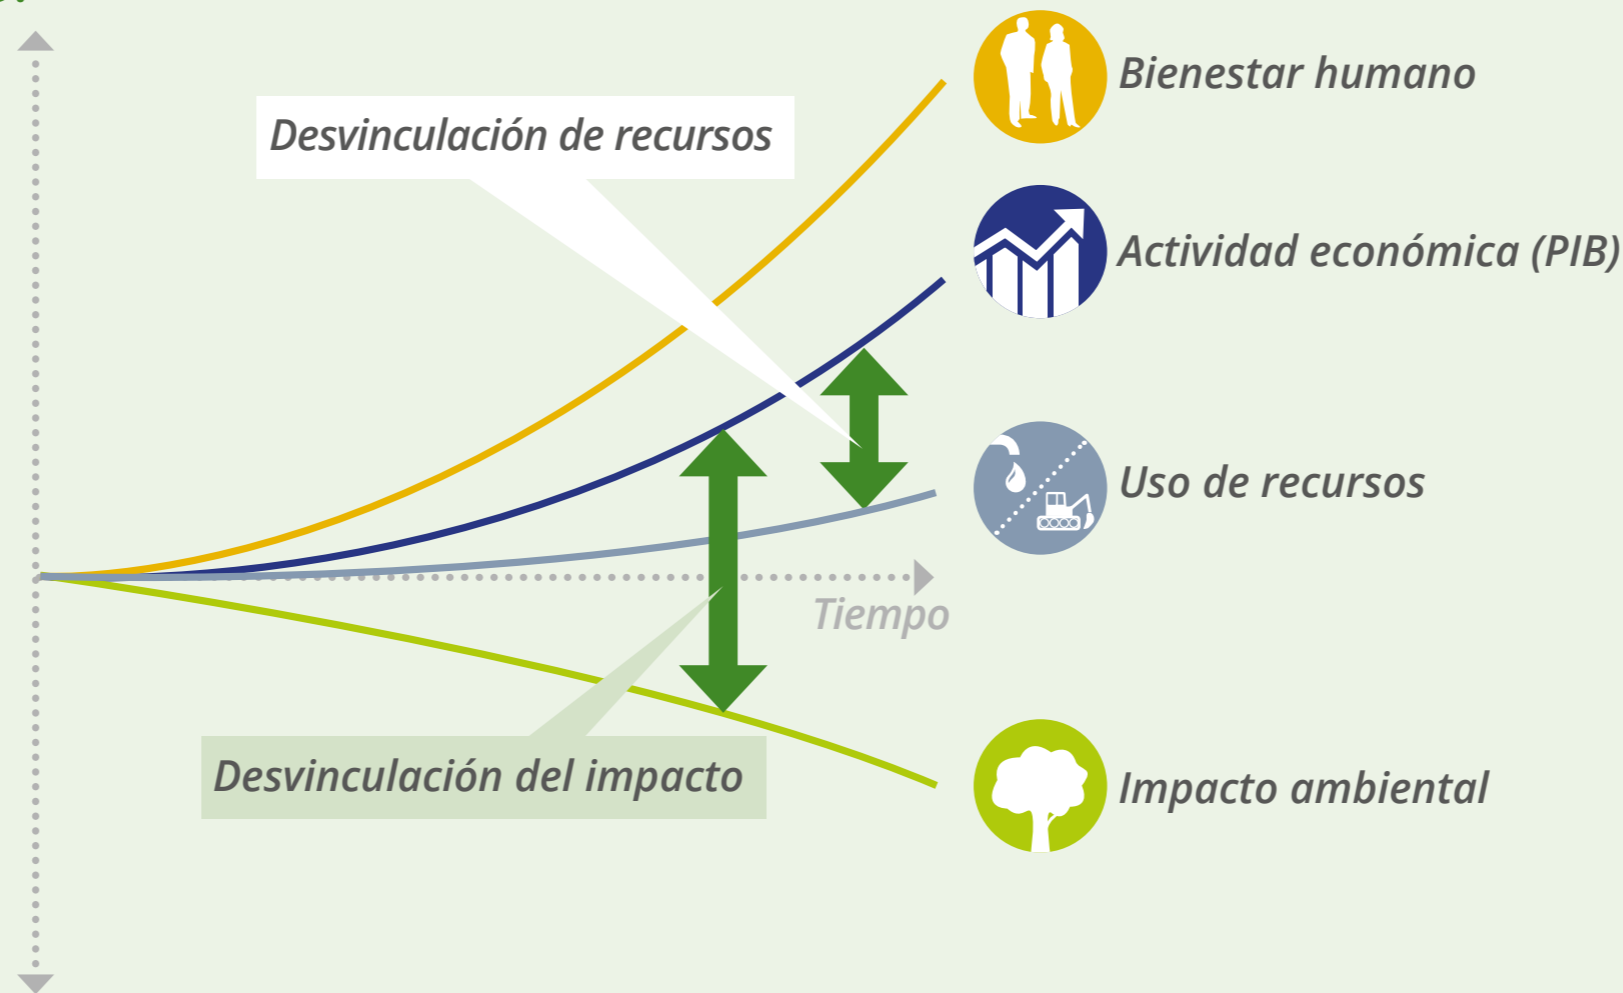 Bienestar humano
Desvinculación de recursos
Actividad económica (PIB)
Uso de recursos
Tiempo
Desvinculación del impacto
Impacto ambiental